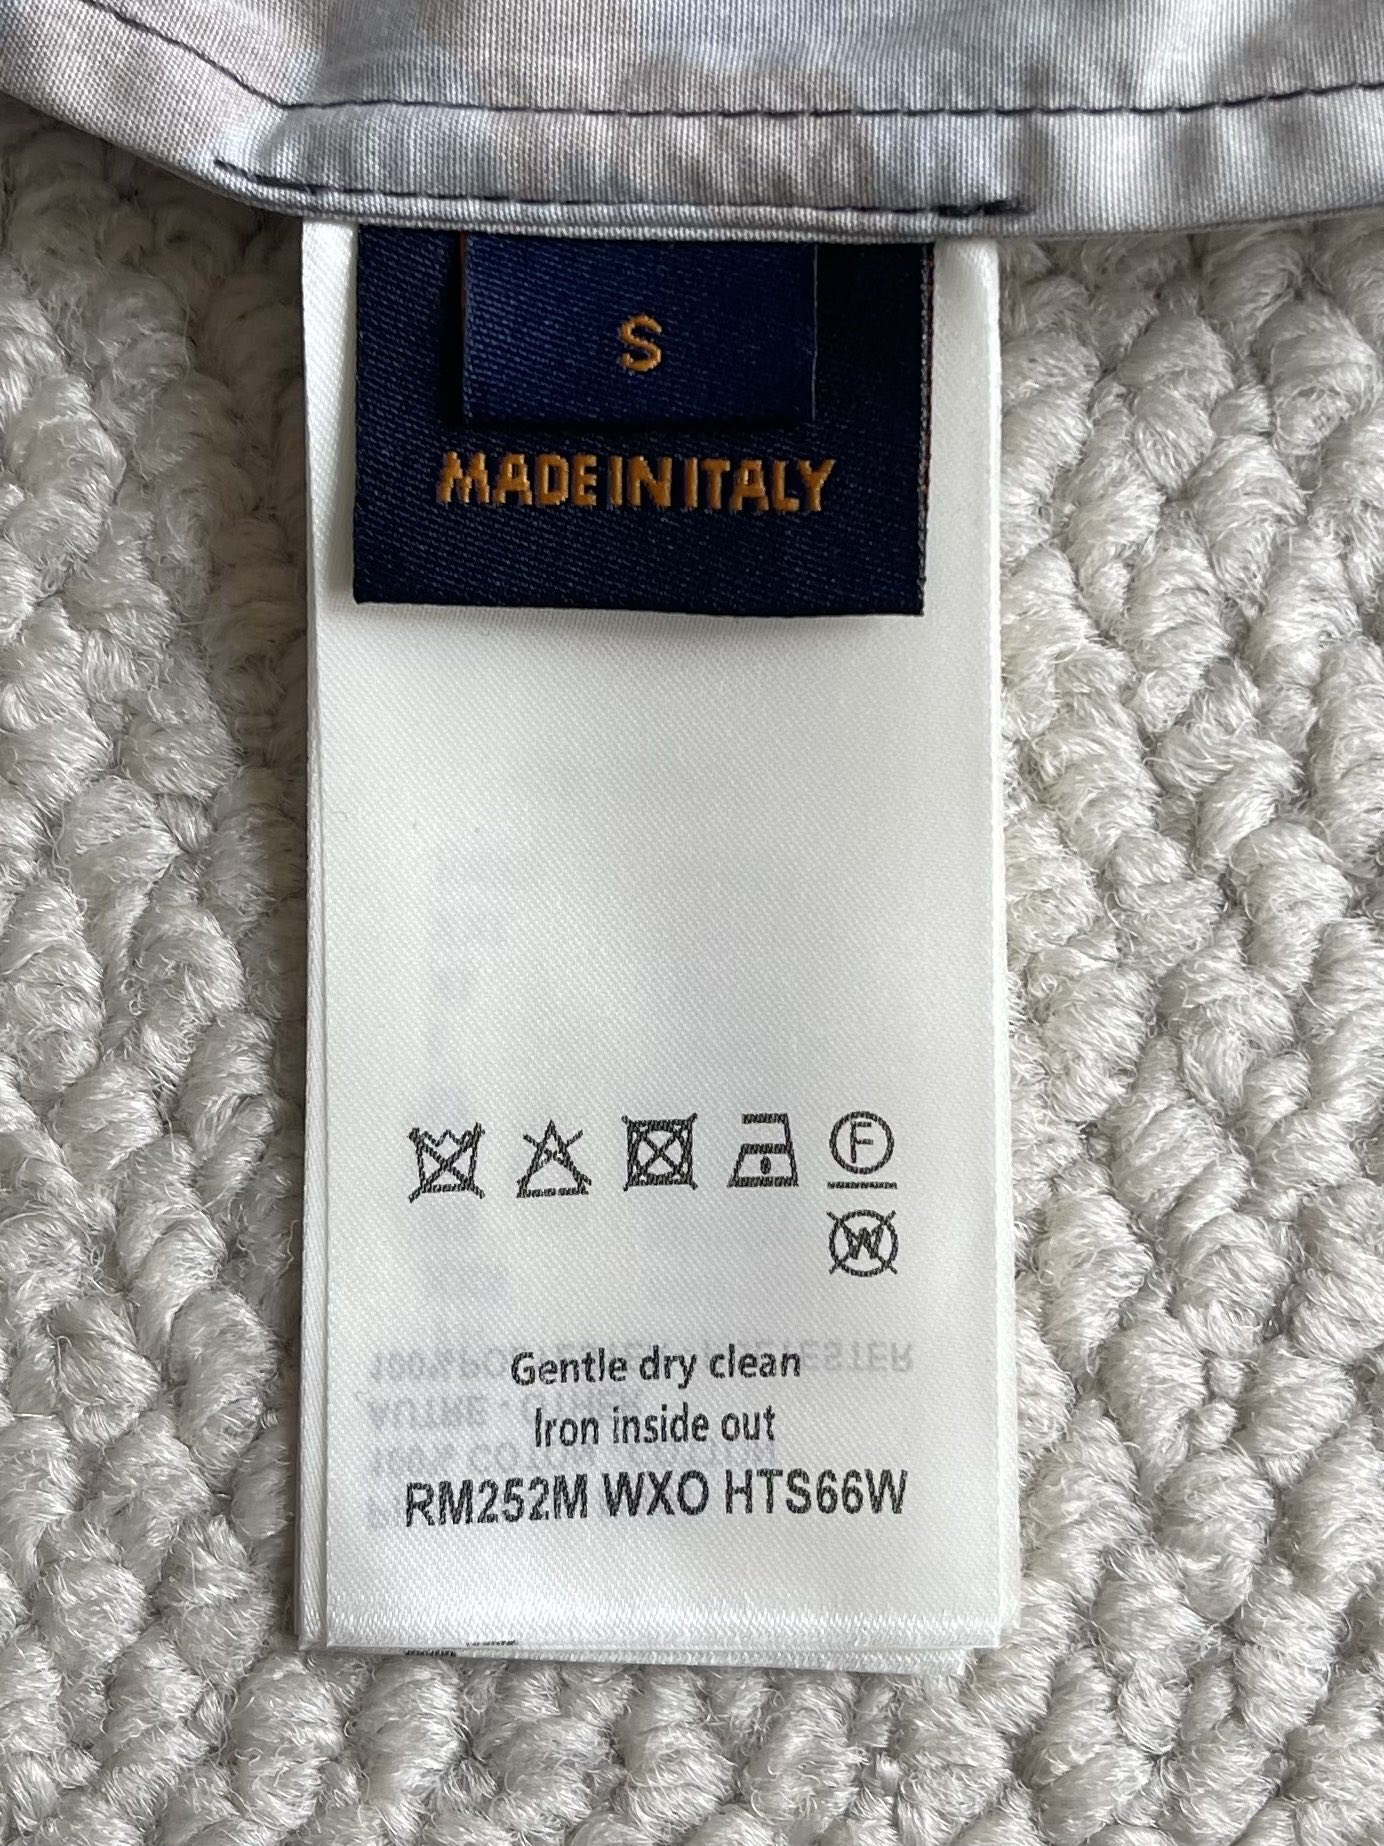 S
MADE IN ITALY
F
W
Gentle dry clean
Iron inside out
RM252M WXO HTS66W